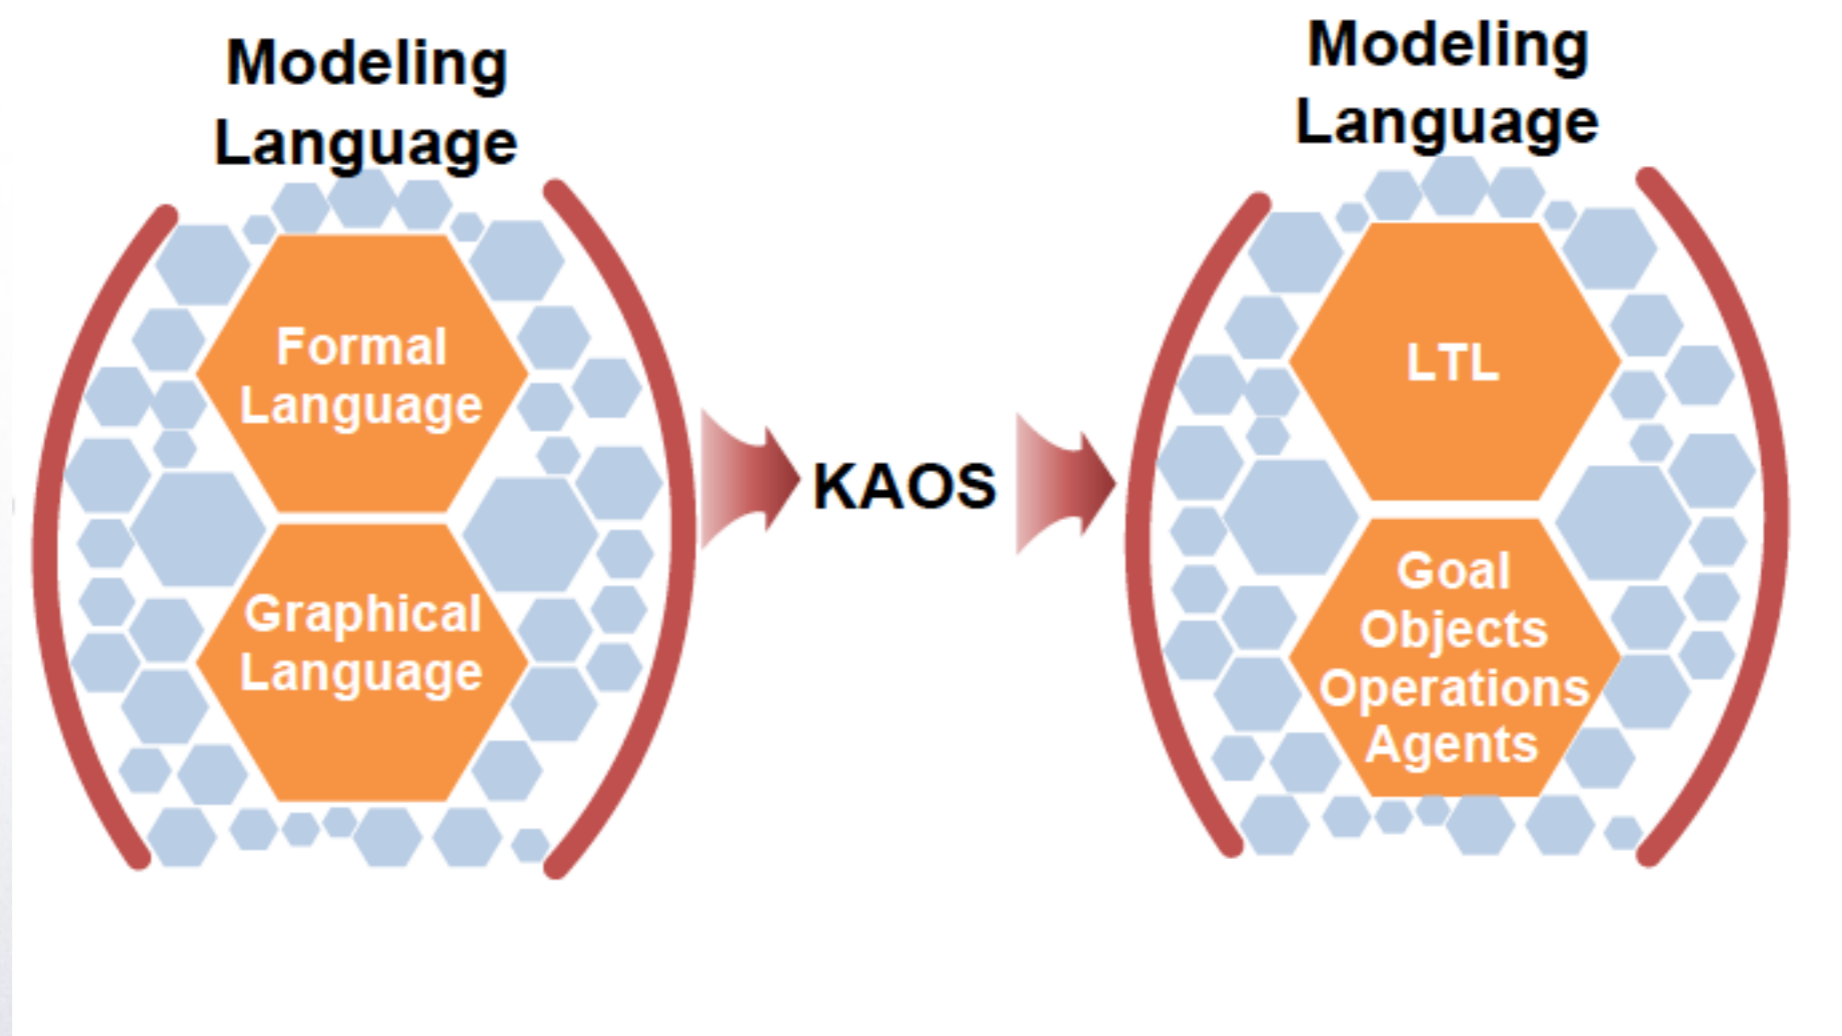 Modeling
Language
Formal
Language
Graphical
Language
KAOS
Modeling
Language
LTL
Goal
Objects
Operations
Agents